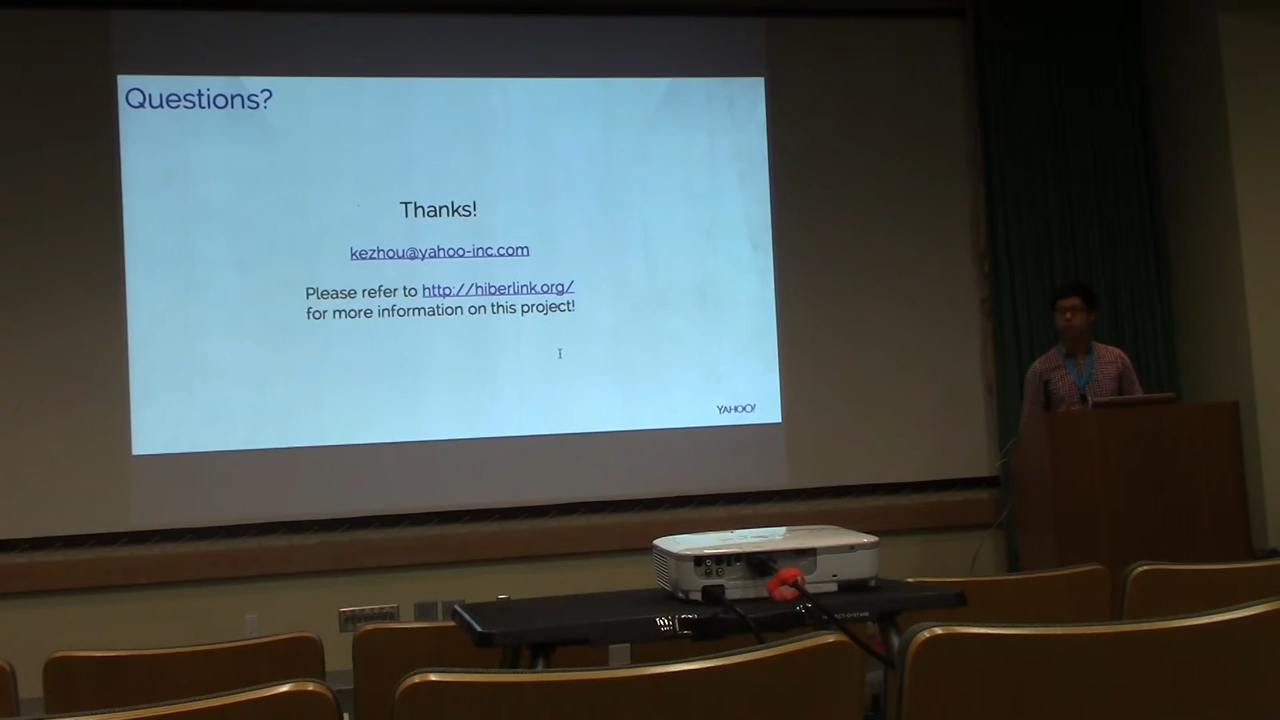 Questions?
Thanks!
kezhou@yahoo-inc.com
Please refer to http://hiberlink.org/
for more information on this project!
YAHOO!